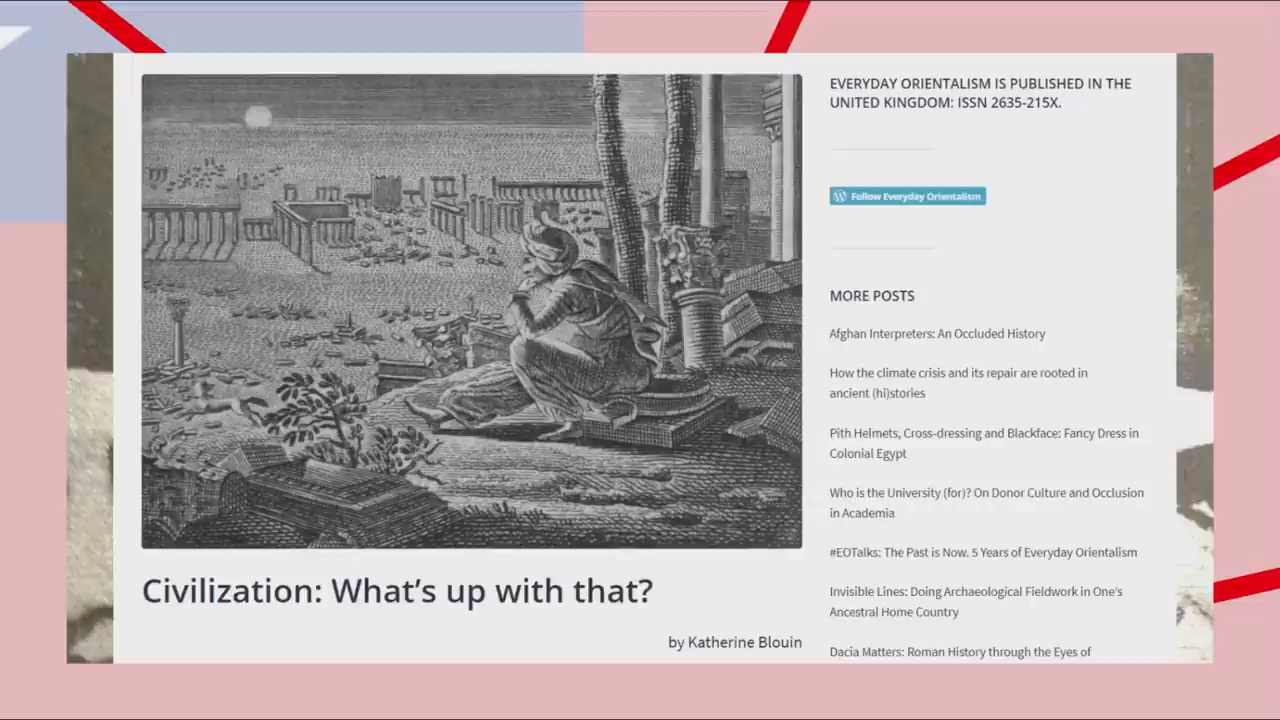 Civilization: What's up with that?
by Katherine Blouin
EVERYDAY ORIENTALISM IS PUBLISHED IN THE
UNITED KINGDOM: ISSN 2635-215X.
Follow Everyday Orientalism
MORE POSTS
Afghan Interpreters: An Occluded History
How the climate crisis and its repair are rooted in
ancient (hi)stories
Pith Helmets, Cross-dressing and Blackface: Fancy Dress in
Colonial Egypt
Who is the University (for)? On Donor Culture and Occlusion
in Academia
#EOTalks: The Past is Now. 5 Years of Everyday Orientalism
Invisible Lines: Doing Archaeological Fieldwork in One's
Ancestral Home Country
Dacia Matters: Roman History through the Eyes of